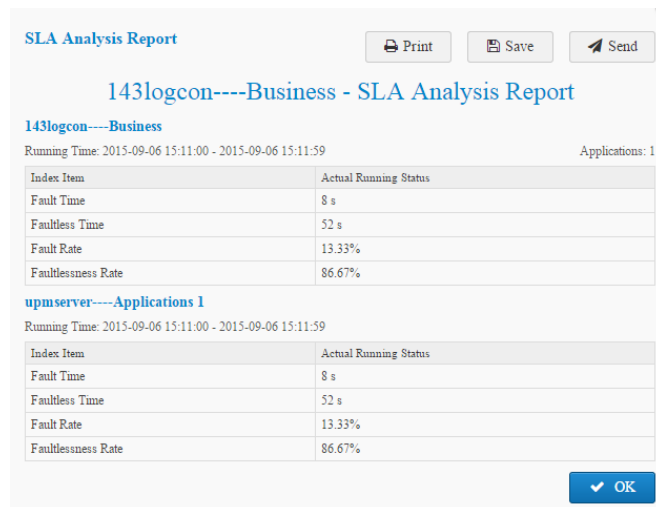 SLA Analysis Report
Print Save Send
143logcon----Business - SLA Analysis Report
143logcon----Business
Running Time: 2015-09-06 15:11:00 - 2015-09-06 15:11:59 Applications: 1
Index Item Actual Running Status
Fault Time 8 s
Faultless Time 52 s
Fault Rate 13.33%
Faultlessness Rate 86.67%
upmserver----Applications 1
Running Time: 2015-09-06 15:11:00 - 2015-09-06 15:11:59
Index Item Actual Running Status
Fault Time 8 s
Faultless Time 52 s
Fault Rate 13.33%
Faultlessness Rate 86.67%
OK